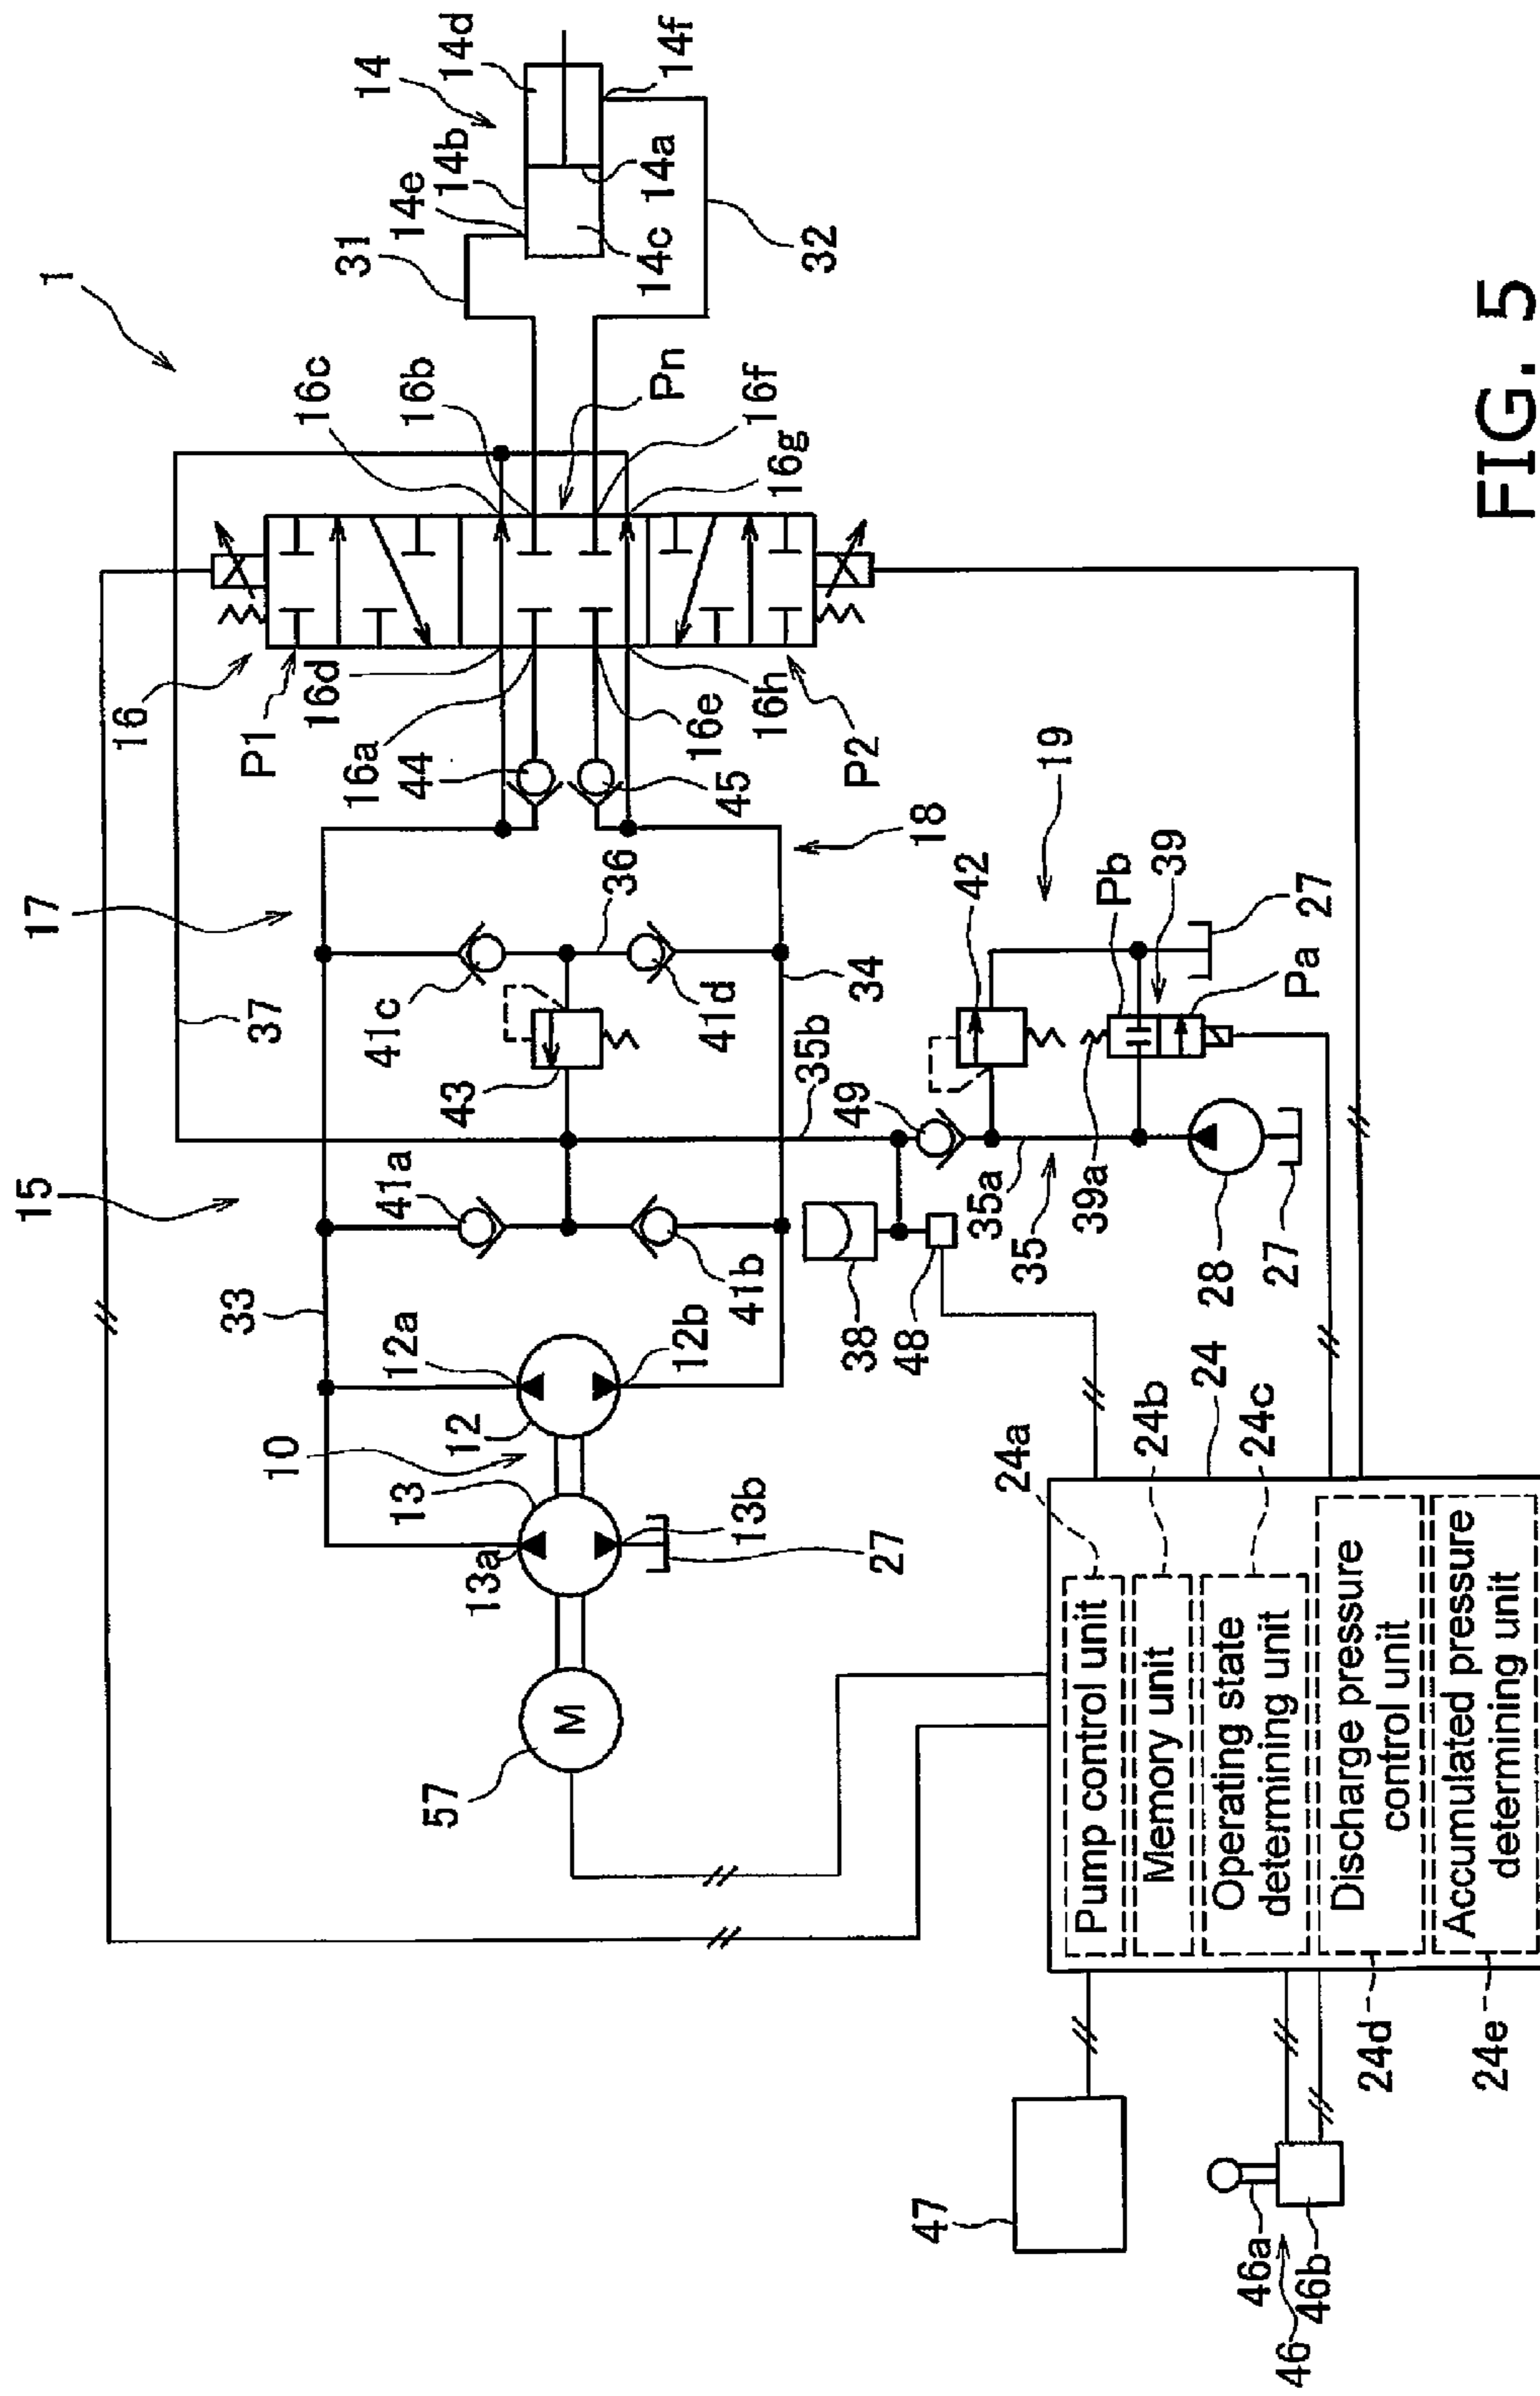 1
14
14d
14b
14e
31
14f
14a
14c
32
16c
16b
Pn
16f
16g
16
P1
16d
16a
44
16e
16h
45
P2
17
37
15
41c
36
43
41d
34
18
35b
42
19
Pb
39
27
Pa
49
39a
35a
35
28
27
41a
41b
38
48
33
12a
12b
12
10
13
13a
13b
27
57
M
24
24a
24b
24c
Pump control unit
Memory unit
Operating state
determining unit
Discharge pressure
control unit
Accumulated pressure
determining unit
24d
24e
47
46a
46b
46
FIG. 5